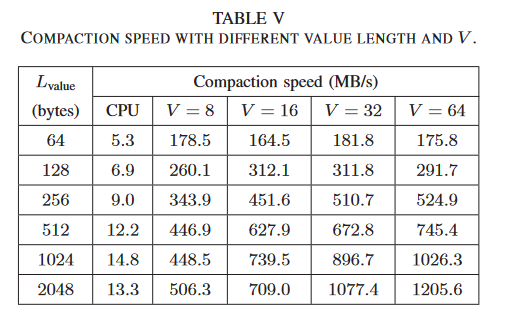 TABLE V
COMPACTION SPEED WITH DIFFERENT VALUE LENGTH AND V.
Lvalue Compaction speed (MB/s)
(bytes) CPU V = 8 V = 16 V = 32 V = 64
64 5.3 178.5 164.5 181.8 175.8
128 6.9 260.1 312.1 311.8 291.7
256 9.0 343.9 451.6 510.7 524.9
512 12.2 446.9 627.9 672.8 745.4
1024 14.8 448.5 739.5 896.7 1026.3
2048 13.3 506.3 709.0 1077.4 1205.6